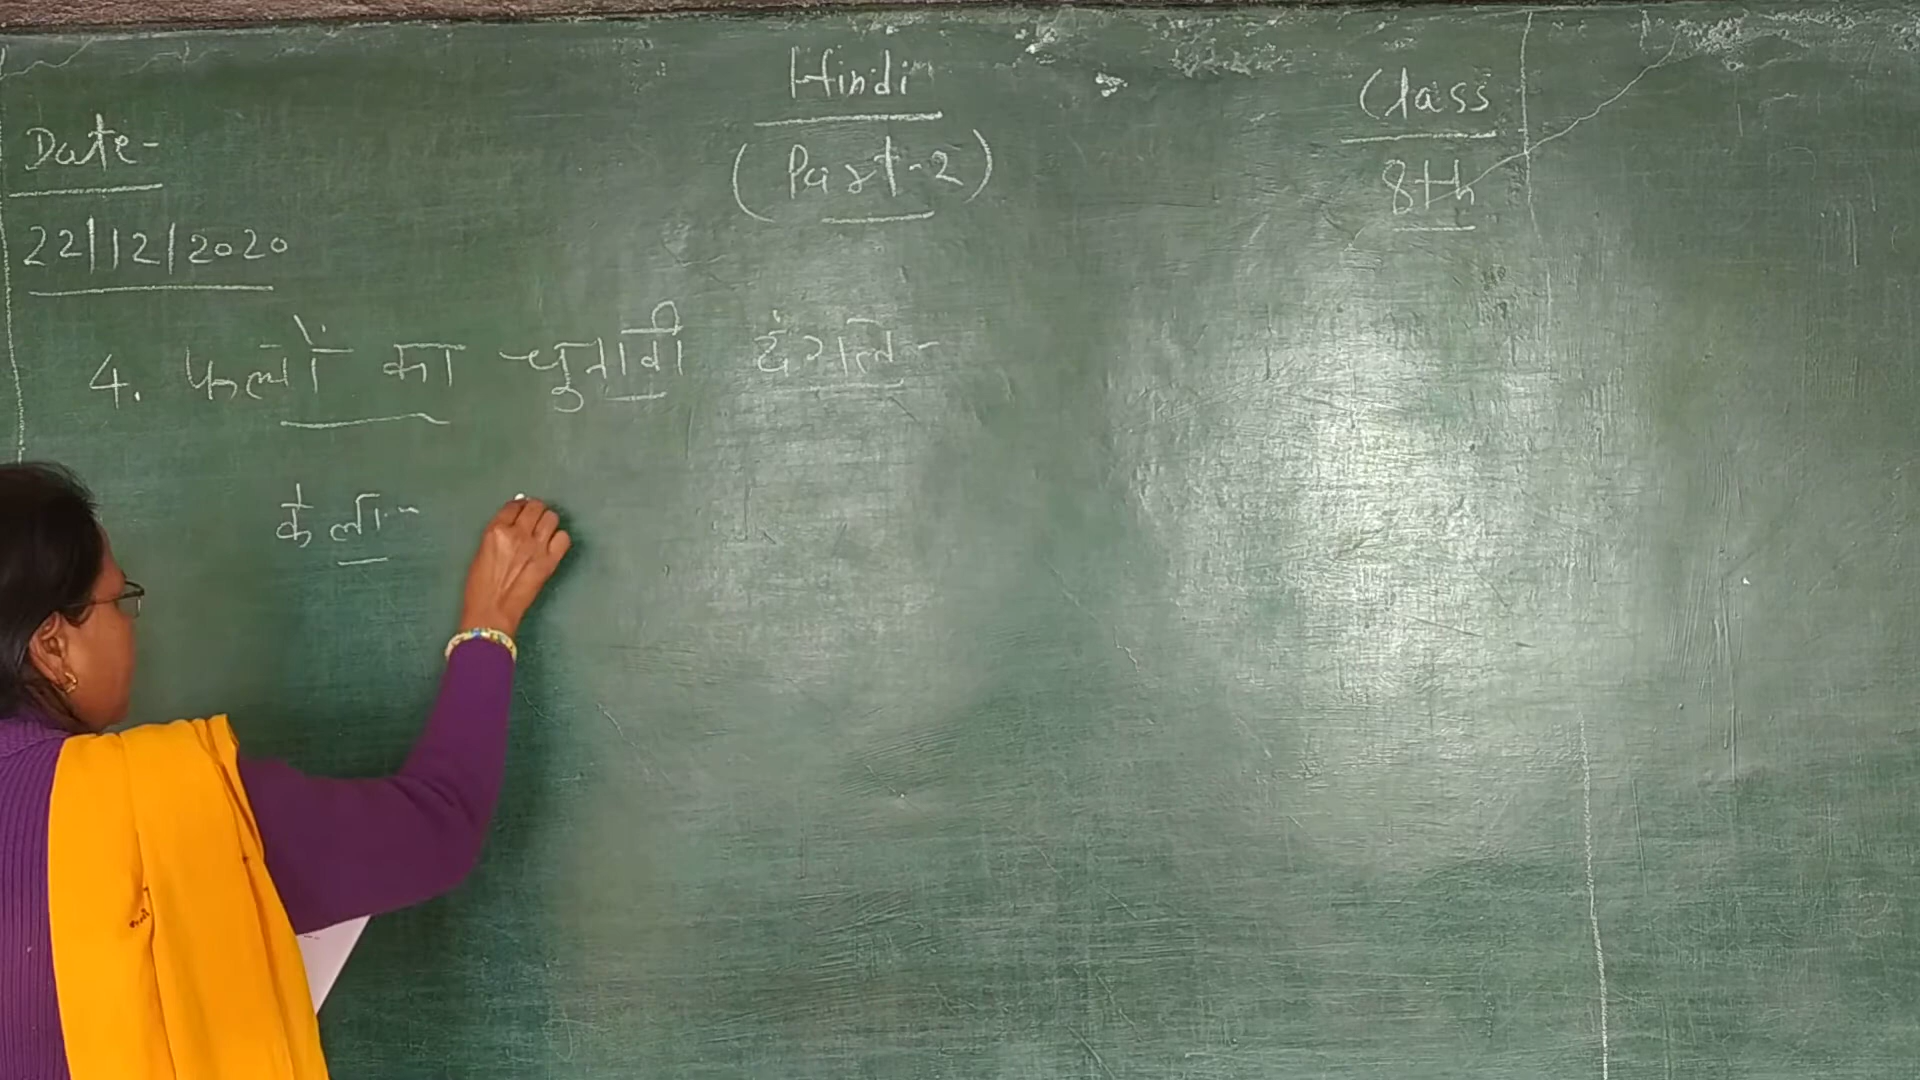 Hindi
Class
Date-
(Part-2)
8th
22/12/2020
4. फलों का चुनावी दंगल-
केला-